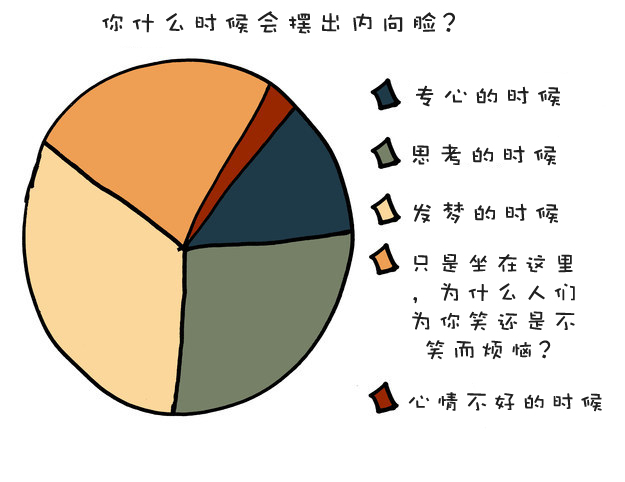 你什么时候会摆出内向脸？
专心的时候
思考的时候
发梦的时候
只是坐在这里
，为什么人们
为你笑还是不
笑而烦恼？
心情不好的时候